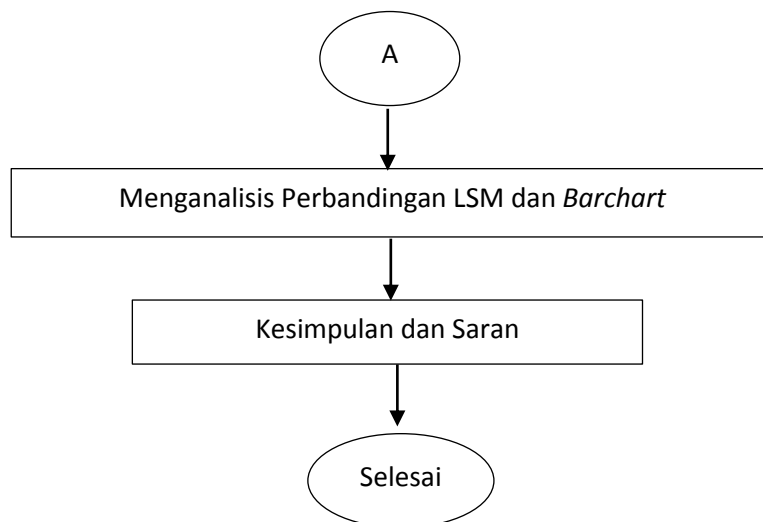 A
Menganalisis Perbandingan LSM dan Barchart
Kesimpulan dan Saran
Selesai